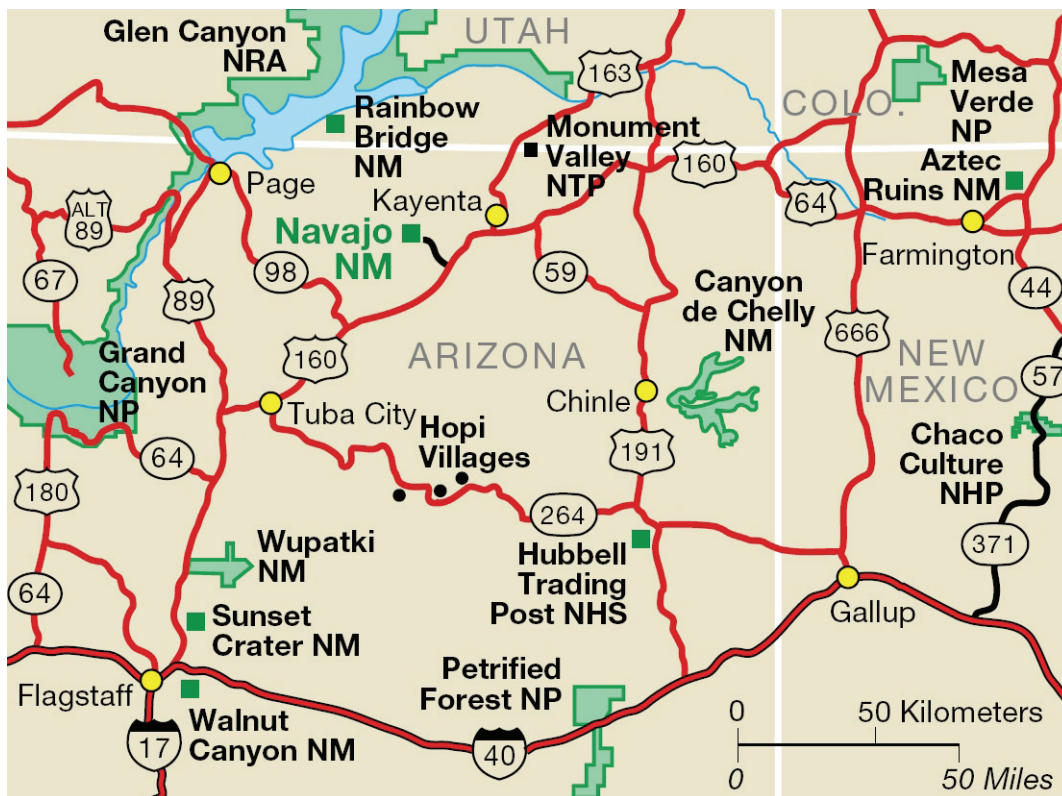 Glen Canyon
NRA
UTAH
163
Rainbow
Bridge
NM
Monument
Valley
NTP
COLO.
Mesa
Verde
NP
Aztec
Ruins NM
160
64
Page
Kayenta
Navajo
NM
Farmington
ALT
89
67
98
89
59
44
Canyon
de Chelly
NM
666
NEW
MEXICO
57
Grand
Canyon
NP
160
ARIZONA
Tuba City
Chinle
Hopi
Villages
64
180
191
Chaco
Culture
NHP
264
371
Wupatki
NM
Hubbell
Trading
Post NHS
64
Sunset
Crater NM
Gallup
Flagstaff
Petrified
Forest NP
Walnut
Canyon NM
17
40
0 50 Kilometers
0 50 Miles